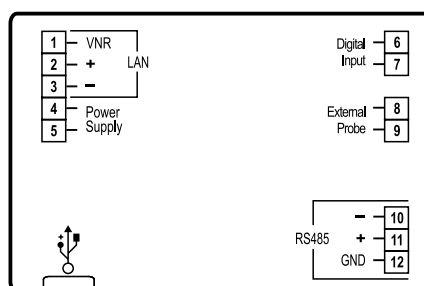 1 VNR
2 +
LAN
3 −
4 Power
5 Supply
Digital 6
Input 7
External 8
Probe 9
− 10
RS485 + 11
GND 12